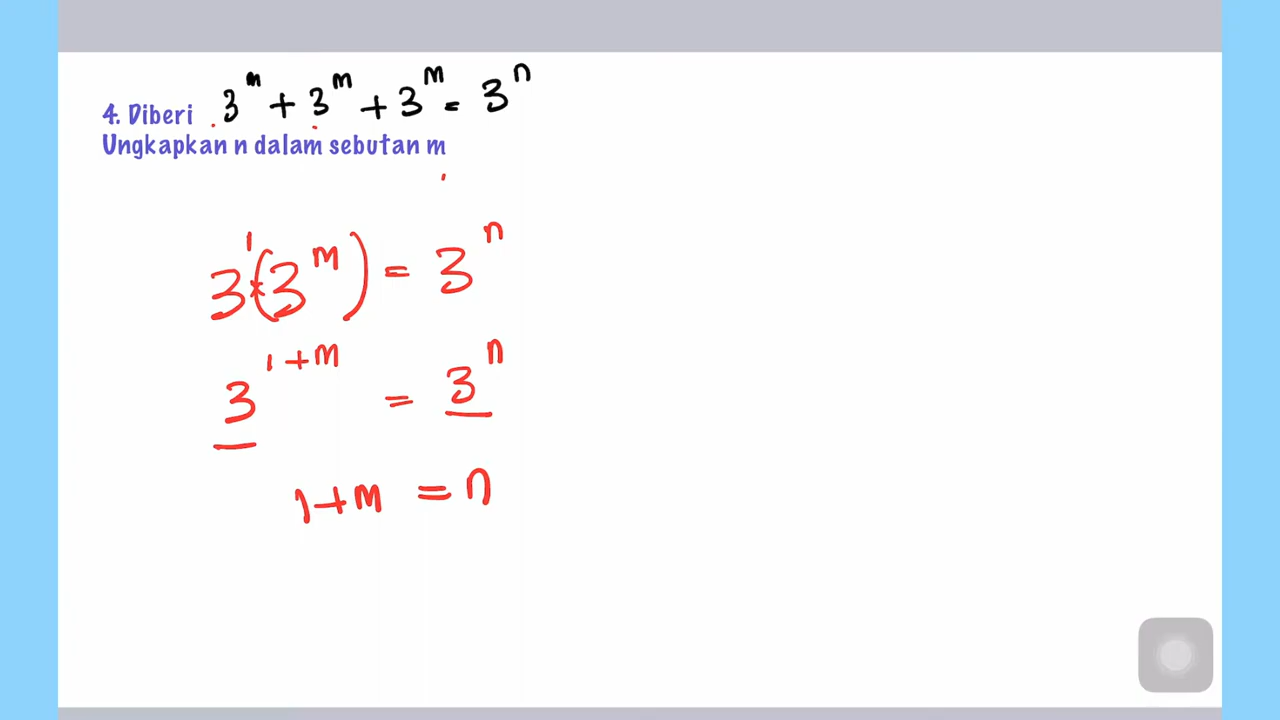 4. Diberi 3^m + 3^m + 3^m = 3^n
Ungkapkan n dalam sebutan m
3^1 × (3^m) = 3^n
3^(1+m) = 3^n
1+m = n